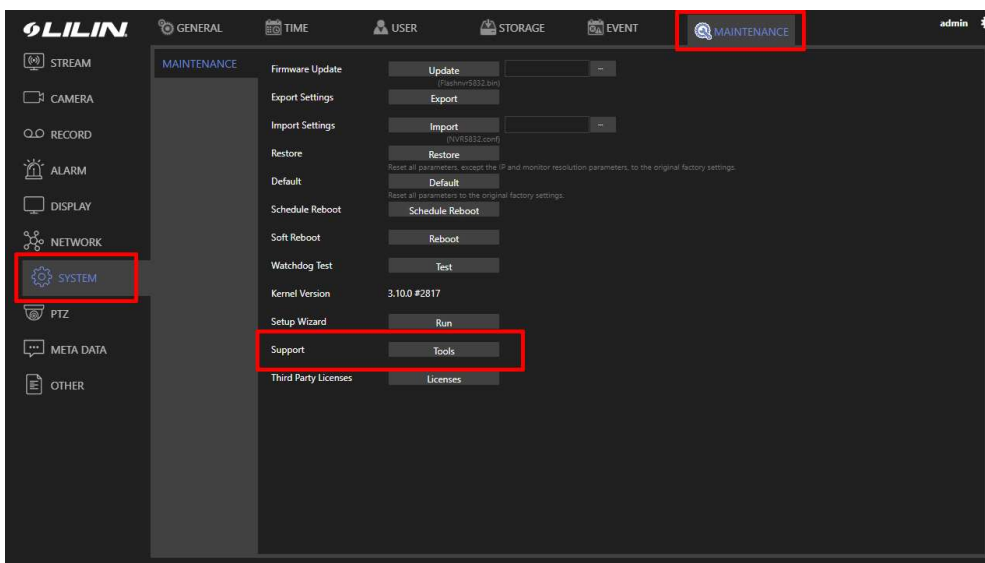 LILIN
GENERAL
TIME
USER
STORAGE
EVENT
MAINTENANCE
admin
STREAM
CAMERA
RECORD
ALARM
DISPLAY
NETWORK
SYSTEM
PTZ
META DATA
OTHER
MAINTENANCE
Firmware Update Update ...
(Flashnvr5832.bin)
Export Settings Export
Import Settings Import ...
(NVR5832.conf)
Restore Restore
Reset all parameters, except the IP and monitor resolution parameters, to the original factory settings.
Default Default
Reset all parameters to the original factory settings.
Schedule Reboot Schedule Reboot
Soft Reboot Reboot
Watchdog Test Test
Kernel Version 3.10.0 #2817
Setup Wizard Run
Support Tools
Third Party Licenses Licenses